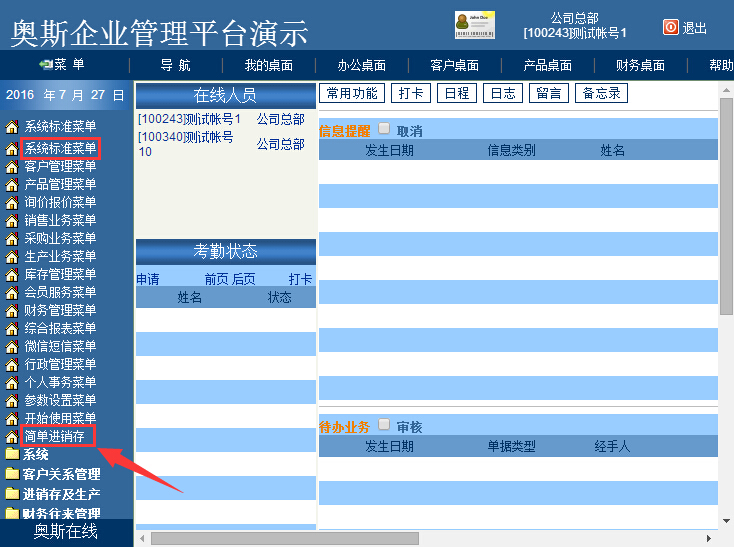 奥斯企业管理平台演示
John Doe
公司总部
[100243]测试帐号1
退出
菜 单
导 航
我的桌面
办公桌面
客户桌面
产品桌面
财务桌面
帮助
2016 年 7 月 27 日
系统标准菜单
系统标准菜单
客户管理菜单
产品管理菜单
询价报价菜单
销售业务菜单
采购业务菜单
生产业务菜单
库存管理菜单
会员服务菜单
财务管理菜单
综合报表菜单
微信短信菜单
行政管理菜单
个人事务菜单
参数设置菜单
开始使用菜单
简单进销存
系统
客户关系管理
进销存及生产
财务往来管理
奥斯在线
在线人员
[100243]测试帐号1 公司总部
[100340]测试帐号
10
公司总部
考勤状态
申请 前页 后页 打卡
姓名 状态
常用功能 打卡 日程 日志 留言 备忘录
信息提醒 取消
发生日期 信息类别 姓名
待办业务 审核
发生日期 单据类型 经手人